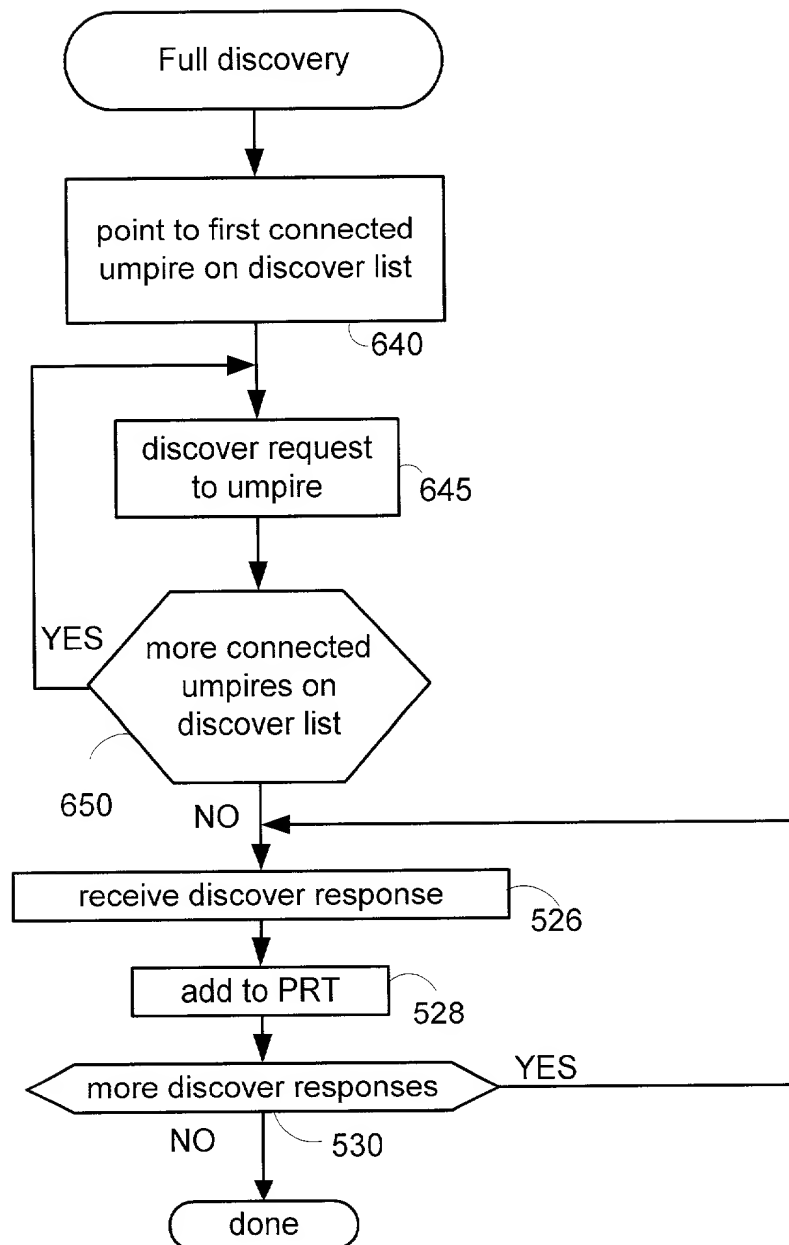 Full discovery
point to first connected
umpire on discover list
640
discover request
to umpire
645
YES
more connected
umpires on
discover list
650
NO
receive discover response
526
add to PRT
528
more discover responses
YES
NO
530
done